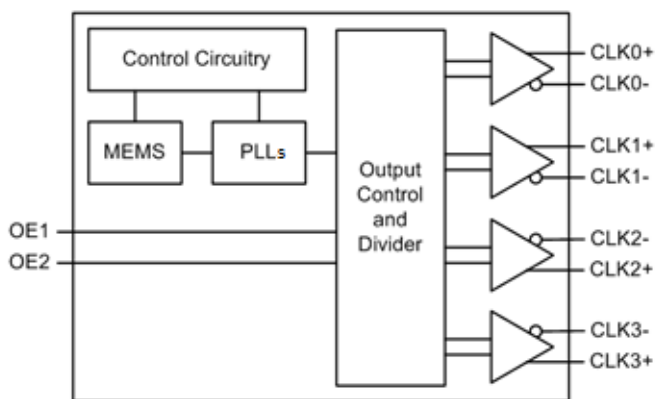 Control Circuitry
MEMS
PLLs
Output
Control
and
Divider
OE1
OE2
CLK0+
CLK0-
CLK1+
CLK1-
CLK2-
CLK2+
CLK3-
CLK3+